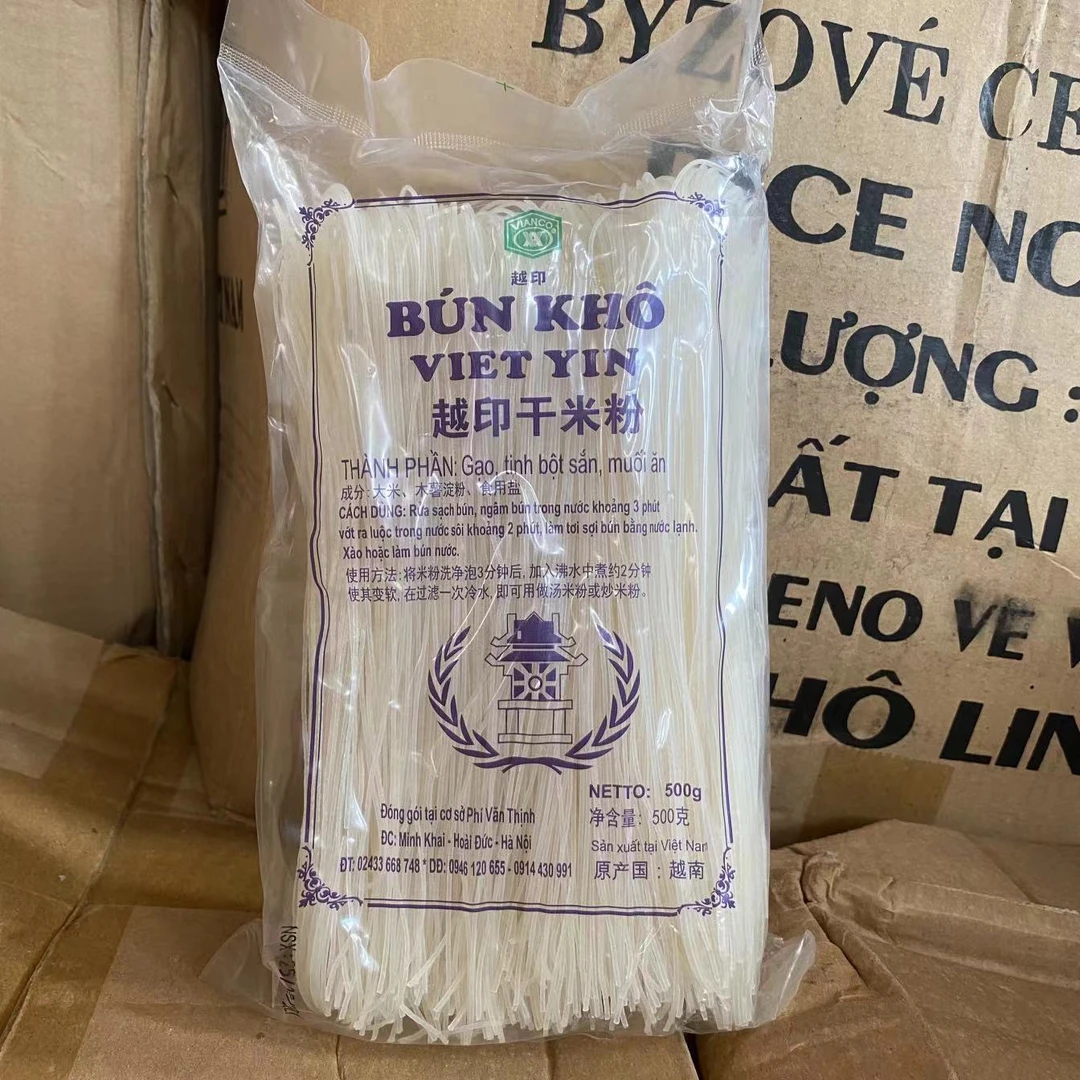 VIANCO
越印
BÚN KHÔ
VIET YIN
越印干米粉
THÀNH PHẦN: Gạo, tinh bột sắn, muối ăn
成分: 大米、木薯淀粉、食用盐
CÁCH DÙNG: Rửa sạch bún, ngâm bún trong nước khoảng 3 phút
vớt ra luộc trong nước sôi khoảng 2 phút, làm tơi sợi bún bằng nước lạnh.
Xào hoặc làm bún nước.
使用方法: 将米粉洗净泡3分钟后, 加入沸水中煮约2分钟
使其变软, 在过滤一次冷水, 即可用做汤米粉或炒米粉。
NETTO: 500g
净含量: 500克
Sản xuất tại Việt Nam
原产国: 越南
Đóng gói tại cơ sở Phí Văn Thịnh
ĐC: Minh Khai - Hoài Đức - Hà Nội
ĐT: 02433 668 748 * DĐ: 0946 120 655 - 0914 430 991
NSX
BYZOVÉ CE
CE NO
LƯỢNG :
ẤT TẠI
ENO VE V
HÔ LIN
NAM